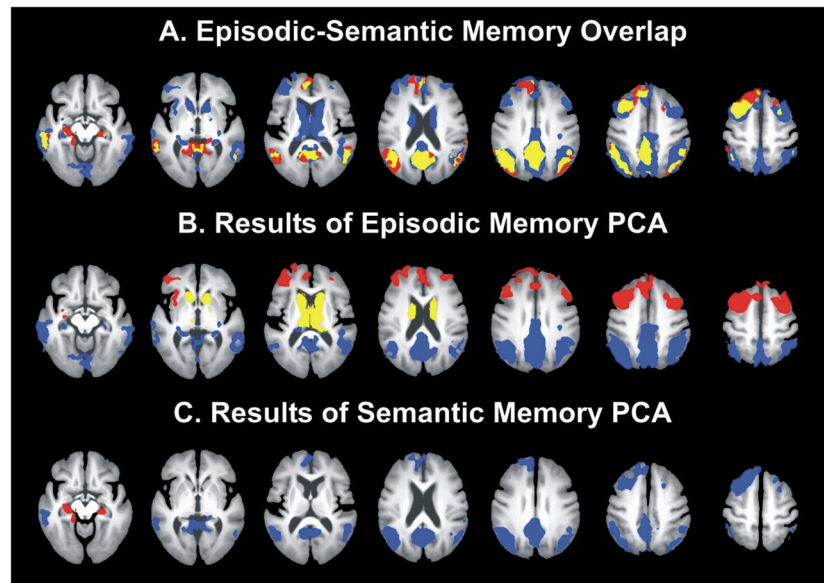 A. Episodic-Semantic Memory Overlap
B. Results of Episodic Memory PCA
C. Results of Semantic Memory PCA